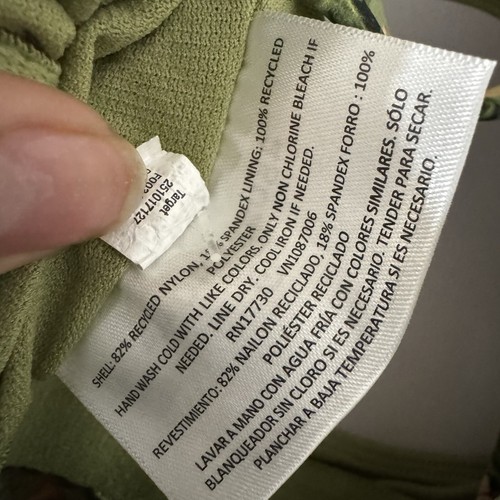 Target
25101712
F00
SHELL: 82% RECYCLED NYLON, SPANDEX LINING: 100% RECYCLED
POLYESTER
HAND WASH COLD WITH LIKE COLORS. ONLY NON CHLORINE BLEACH IF
NEEDED. LINE DRY. COOL IRON IF NEEDED.
RN17730 VN1087006
REVESTIMIENTO: 82% NAILON RECICLADO, 18% SPANDEX FORRO : 100%
POLIÉSTER RECICLADO
LAVAR A MANO CON AGUA FRÍA CON COLORES SIMILARES, SÓLO
BLANQUEADOR SIN CLORO SI ES NECESARIO. TENDER PARA SECAR.
PLANCHAR A BAJA TEMPERATURA SI ES NECESARIO.